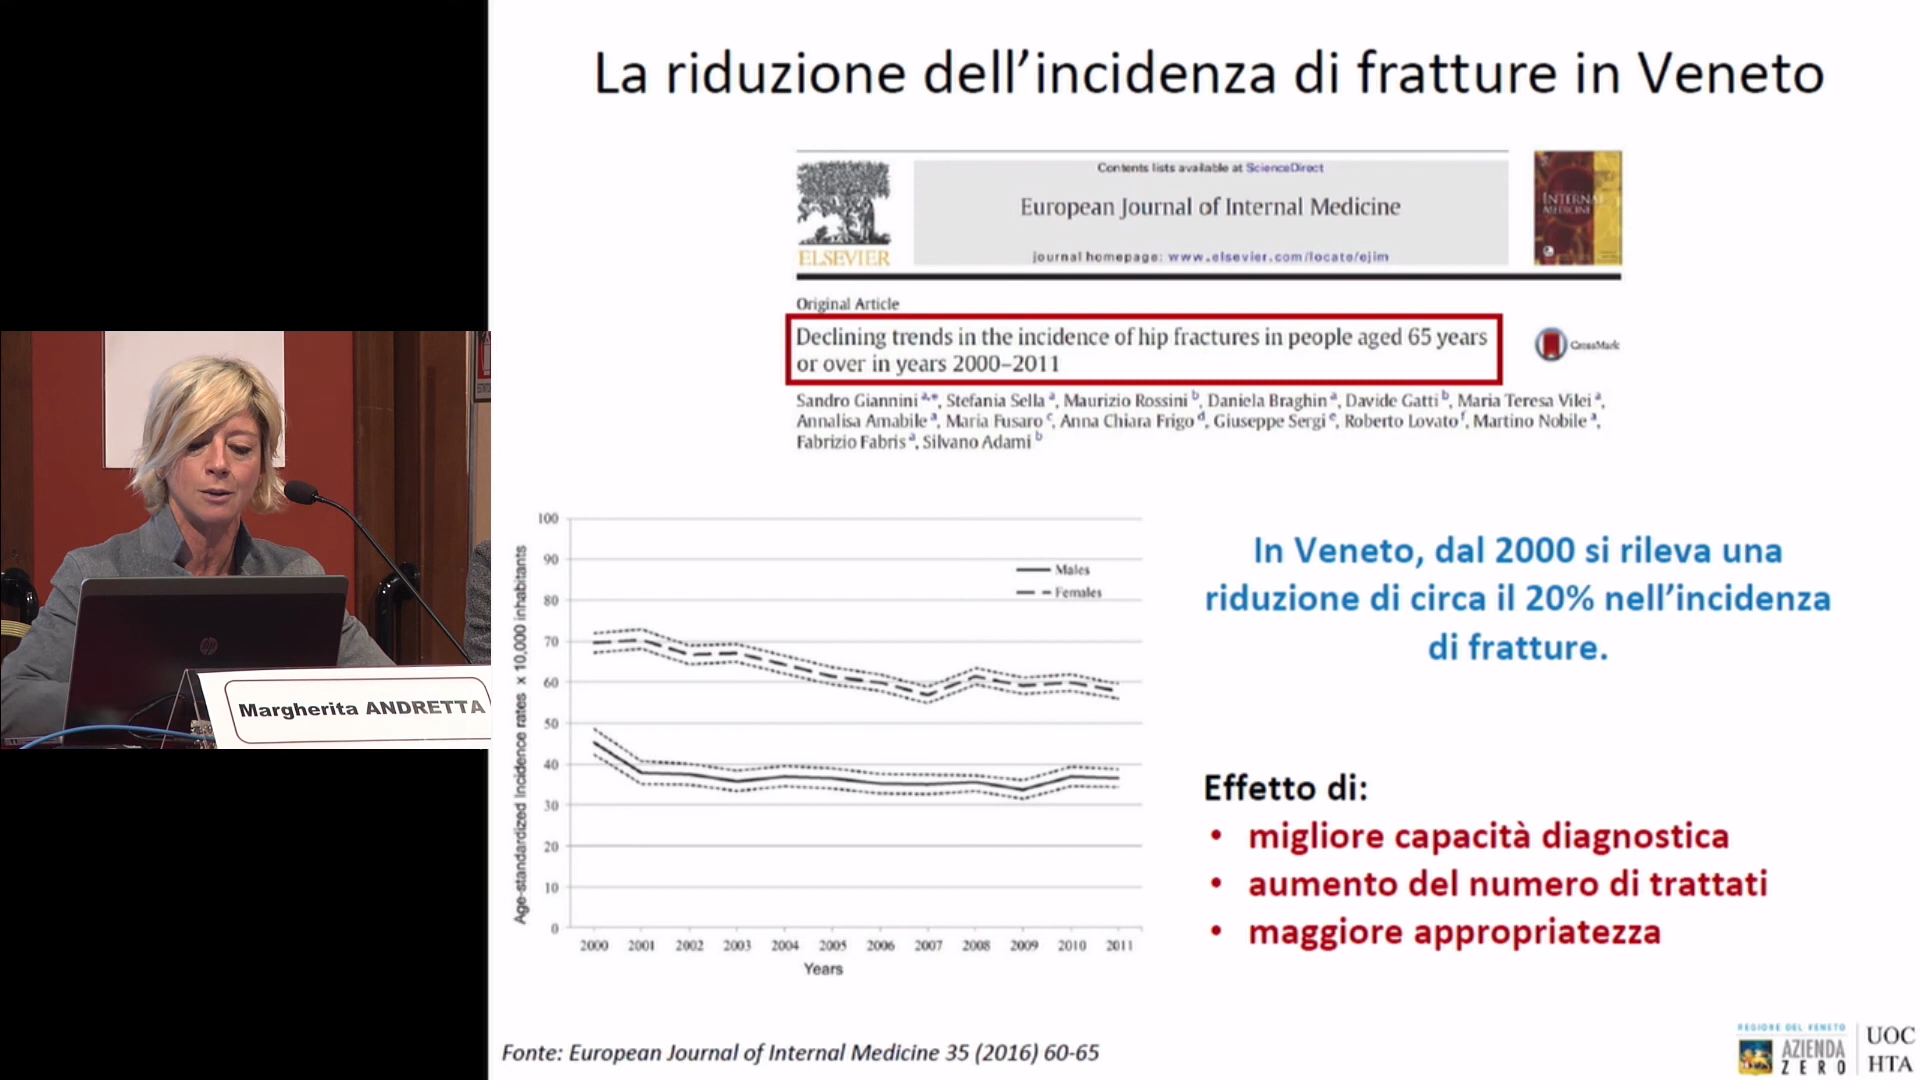 La riduzione dell’incidenza di fratture in Veneto
Contents lists available at ScienceDirect
European Journal of Internal Medicine
journal homepage: www.elsevier.com/locate/ejim
ELSEVIER
INTERNAL
MEDICINE
Original Article
Declining trends in the incidence of hip fractures in people aged 65 years
or over in years 2000–2011
CrossMark
Sandro Giannini a,*, Stefania Sella a, Maurizio Rossini b, Daniela Braghin a, Davide Gatti b, Maria Teresa Vilei a,
Annalisa Amabile a, Maria Fusaro c, Anna Chiara Frigo d, Giuseppe Sergi e, Roberto Lovato f, Martino Nobile a,
Fabrizio Fabris a, Silvano Adami b
Age-standardized incidence rates x 10,000 inhabitants
100
90
80
70
60
50
40
30
20
10
0
Males
Females
2000 2001 2002 2003 2004 2005 2006 2007 2008 2009 2010 2011
Years
In Veneto, dal 2000 si rileva una
riduzione di circa il 20% nell’incidenza
di fratture.
Effetto di:
• migliore capacità diagnostica
• aumento del numero di trattati
• maggiore appropriatezza
Fonte: European Journal of Internal Medicine 35 (2016) 60-65
REGIONE DEL VENETO
AZIENDA
ZERO
UOC
HTA
hp
Margherita ANDRETTA